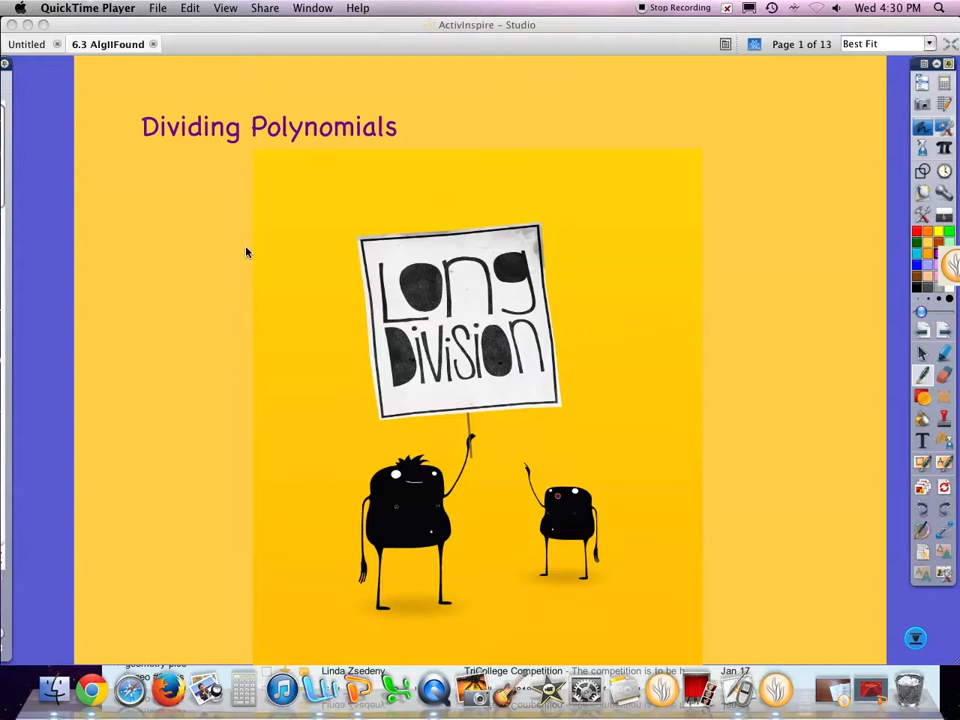 QuickTime Player File Edit View Share Window Help Stop Recording Wed 4:30 PM
ActivInspire - Studio
Untitled 6.3 AlgIIFound Page 1 of 13 Best Fit
Dividing Polynomials
Long
Division
Linda Zsedeny TriCollege Competition - The competition is to be h Jan 17